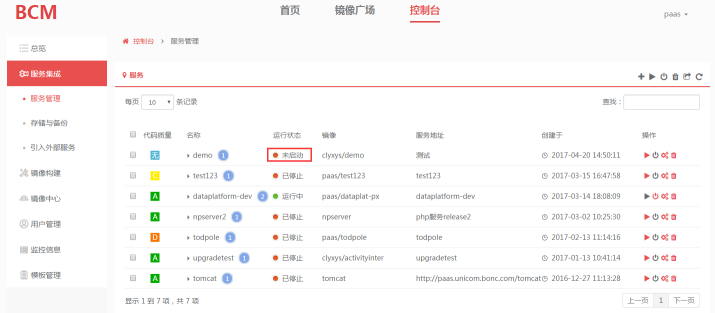 BCM 首页 镜像广场 控制台 paas
总览
服务集成
服务管理
存储与备份
引入外部服务
镜像构建
镜像中心
用户管理
监控信息
模板管理
控制台 > 服务管理
服务
每页 10 条记录 查找：
代码质量 名称 运行状态 镜像 服务地址 创建于 操作
无 demo 1 未启动 clyxys/demo 测试 2017-04-20 14:50:11
C test123 1 已停止 paas/test123 test123 2017-03-15 16:47:58
A dataplatform-dev 2 运行中 paas/dataplat-px dataplatform-dev 2017-03-14 18:08:09
A npserver2 1 已停止 npserver php服务release2 2017-03-02 10:25:30
D todpole 1 已停止 paas/todpole todpole 2017-02-13 11:14:16
A upgradetest 1 已停止 clyxys/activityinter upgradetest 2017-01-13 10:41:14
A tomcat 1 已停止 tomcat http://paas.unicom.bonc.com/tomcat 2016-12-27 11:13:28
显示 1 到 7 项，共 7 项 上一页 1 下一页